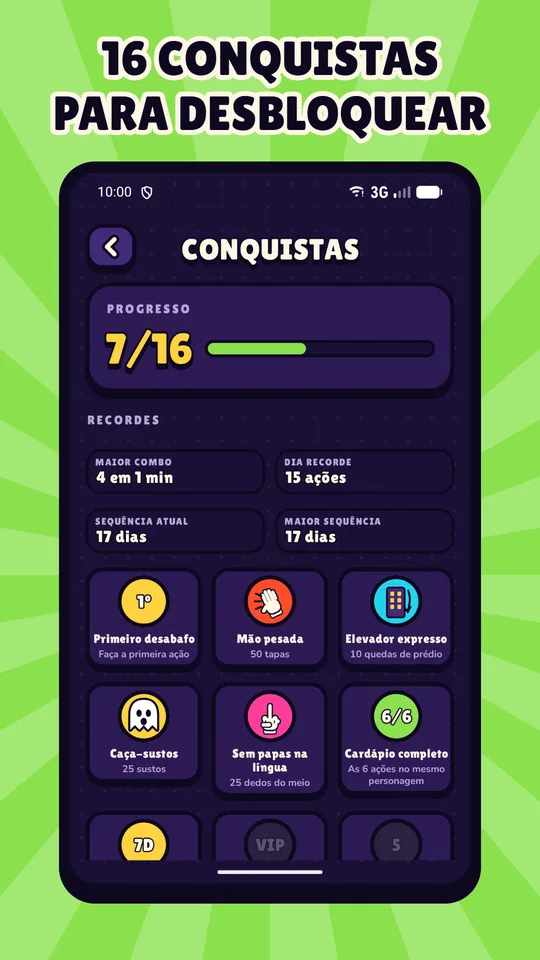 16 CONQUISTAS
PARA DESBLOQUEAR
10:00
3G
CONQUISTAS
PROGRESSO
7/16
RECORDES
MAIOR COMBO
4 em 1 min
DIA RECORDE
15 ações
SEQUÊNCIA ATUAL
17 dias
MAIOR SEQUÊNCIA
17 dias
1º
Primeiro desabafo
Faça a primeira ação
Mão pesada
50 tapas
Elevador expresso
10 quedas de prédio
Caça-sustos
25 sustos
Sem papas na
língua
25 dedos do meio
6/6
Cardápio completo
As 6 ações no mesmo
personagem
7D
VIP
5